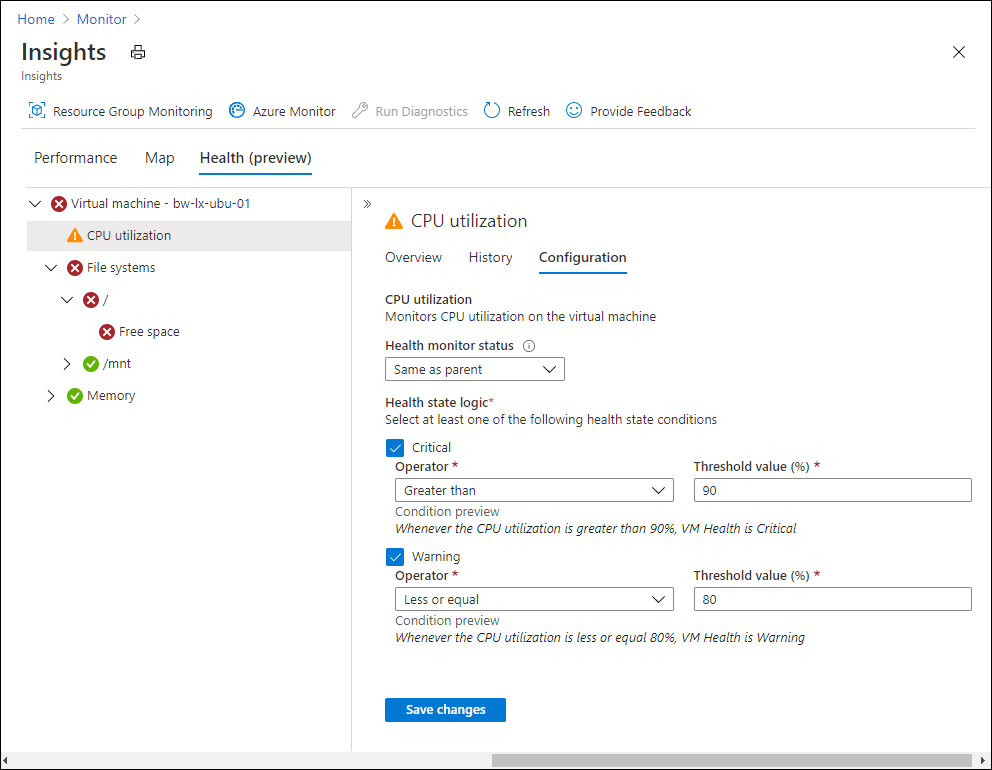 Home > Monitor >
Insights
Insights
Resource Group Monitoring Azure Monitor Run Diagnostics Refresh Provide Feedback
Performance Map Health (preview)
Virtual machine - bw-lx-ubu-01
CPU utilization
File systems
/
Free space
/mnt
Memory
CPU utilization
Overview History Configuration
CPU utilization
Monitors CPU utilization on the virtual machine
Health monitor status
Same as parent
Health state logic*
Select at least one of the following health state conditions
Critical
Operator * Threshold value (%) *
Greater than 90
Condition preview
Whenever the CPU utilization is greater than 90%, VM Health is Critical
Warning
Operator * Threshold value (%) *
Less or equal 80
Condition preview
Whenever the CPU utilization is less or equal 80%, VM Health is Warning
Save changes